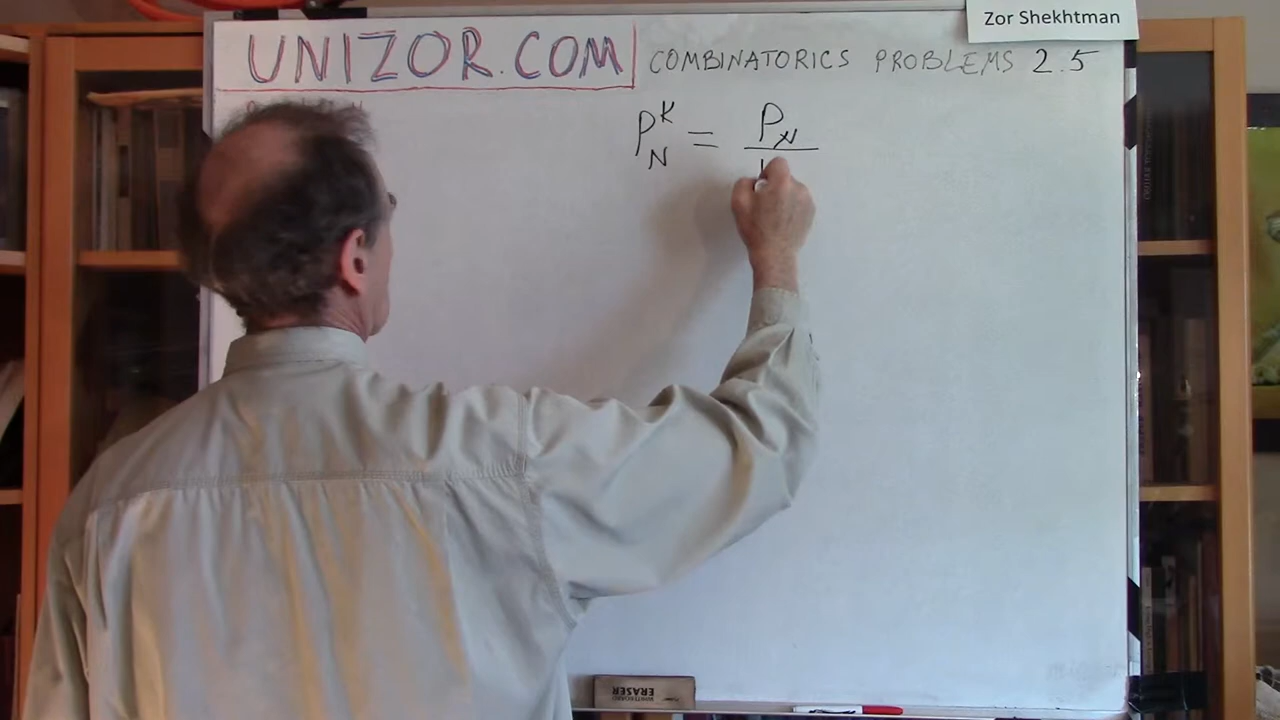 Zor Shekhtman
UNIZOR.COM COMBINATORICS PROBLEMS 2.5
P_N^K = P_N
ERASER